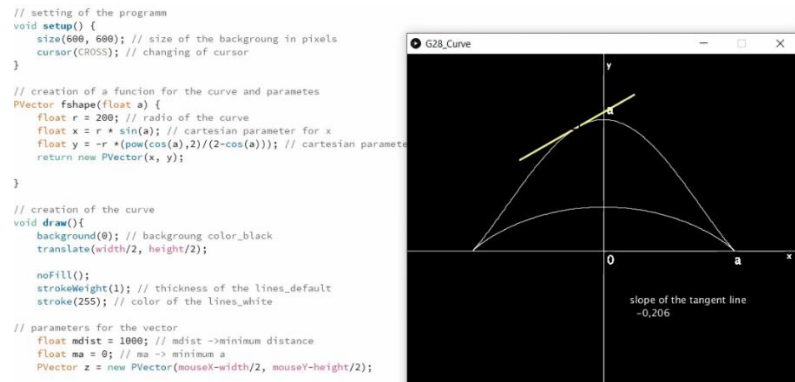 // setting of the programm
void setup() {
size(600, 600); // size of the backgroung in pixels
cursor(CROSS); // changing of cursor
}
// creation of a funcion for the curve and parametes
PVector fshape(float a) {
float r = 200; // radio of the curve
float x = r * sin(a); // cartesian parameter for x
float y = -r *(pow(cos(a),2)/(2-cos(a))); // cartesian paramete
return new PVector(x, y);
}
// creation of the curve
void draw(){
background(0); // backgroung color_black
translate(width/2, height/2);
noFill();
strokeWeight(1); // thickness of the lines_default
stroke(255); // color of the lines_white
// parameters for the vector
float mdist = 1000; // mdist ->minimum distance
float ma = 0; // ma -> minimum a
PVector z = new PVector(mouseX-width/2, mouseY-height/2);
G28_Curve
y
a
x
0
a
slope of the tangent line
-0,206